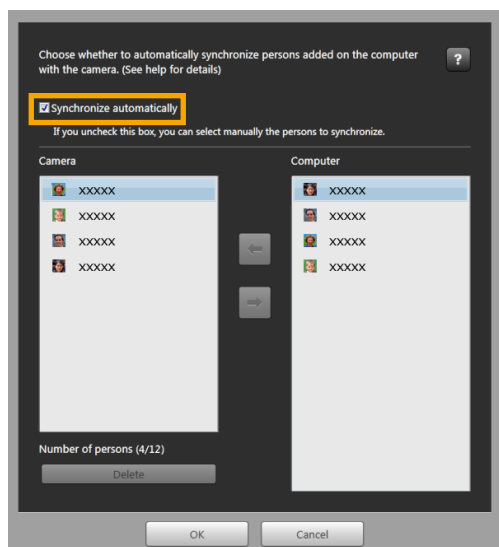 Choose whether to automatically synchronize persons added on the computer
with the camera. (See help for details)
?
Synchronize automatically
If you uncheck this box, you can select manually the persons to synchronize.
Camera
Computer
XXXXX
XXXXX
XXXXX
XXXXX
XXXXX
XXXXX
XXXXX
XXXXX
Number of persons (4/12)
Delete
OK
Cancel